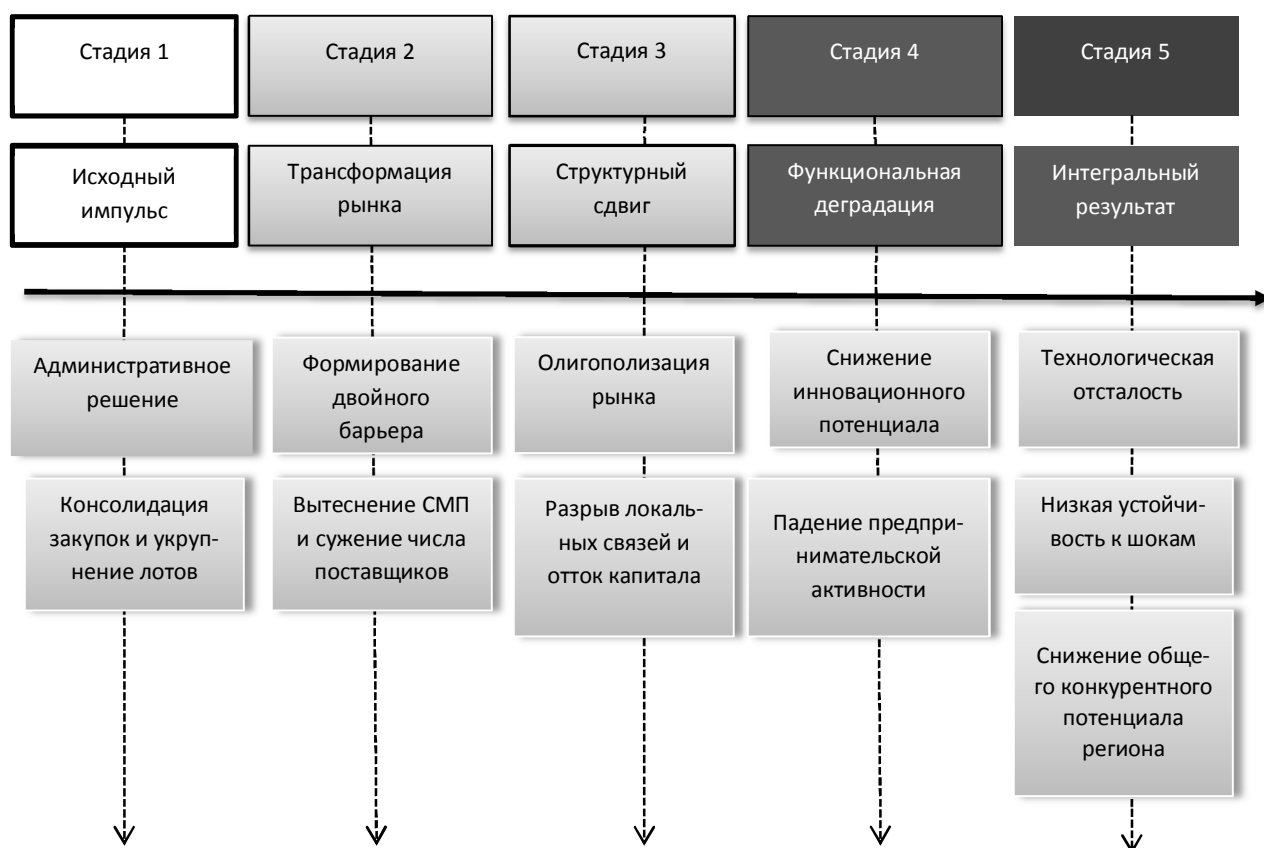 Стадия 1
Стадия 2
Стадия 3
Стадия 4
Стадия 5
Исходный
импульс
Трансформация
рынка
Структурный
сдвиг
Функциональная
деградация
Интегральный
результат
Административное
решение
Формирование
двойного
барьера
Олигополизация
рынка
Снижение
инновационного
потенциала
Технологическая
отсталость
Консолидация
закупок и укруп-
нение лотов
Вытеснение СМП
и сужение числа
поставщиков
Разрыв локаль-
ных связей и
отток капитала
Падение предпри-
нимательской
активности
Низкая устойчи-
вость к шокам
Снижение обще-
го конкурентного
потенциала
региона